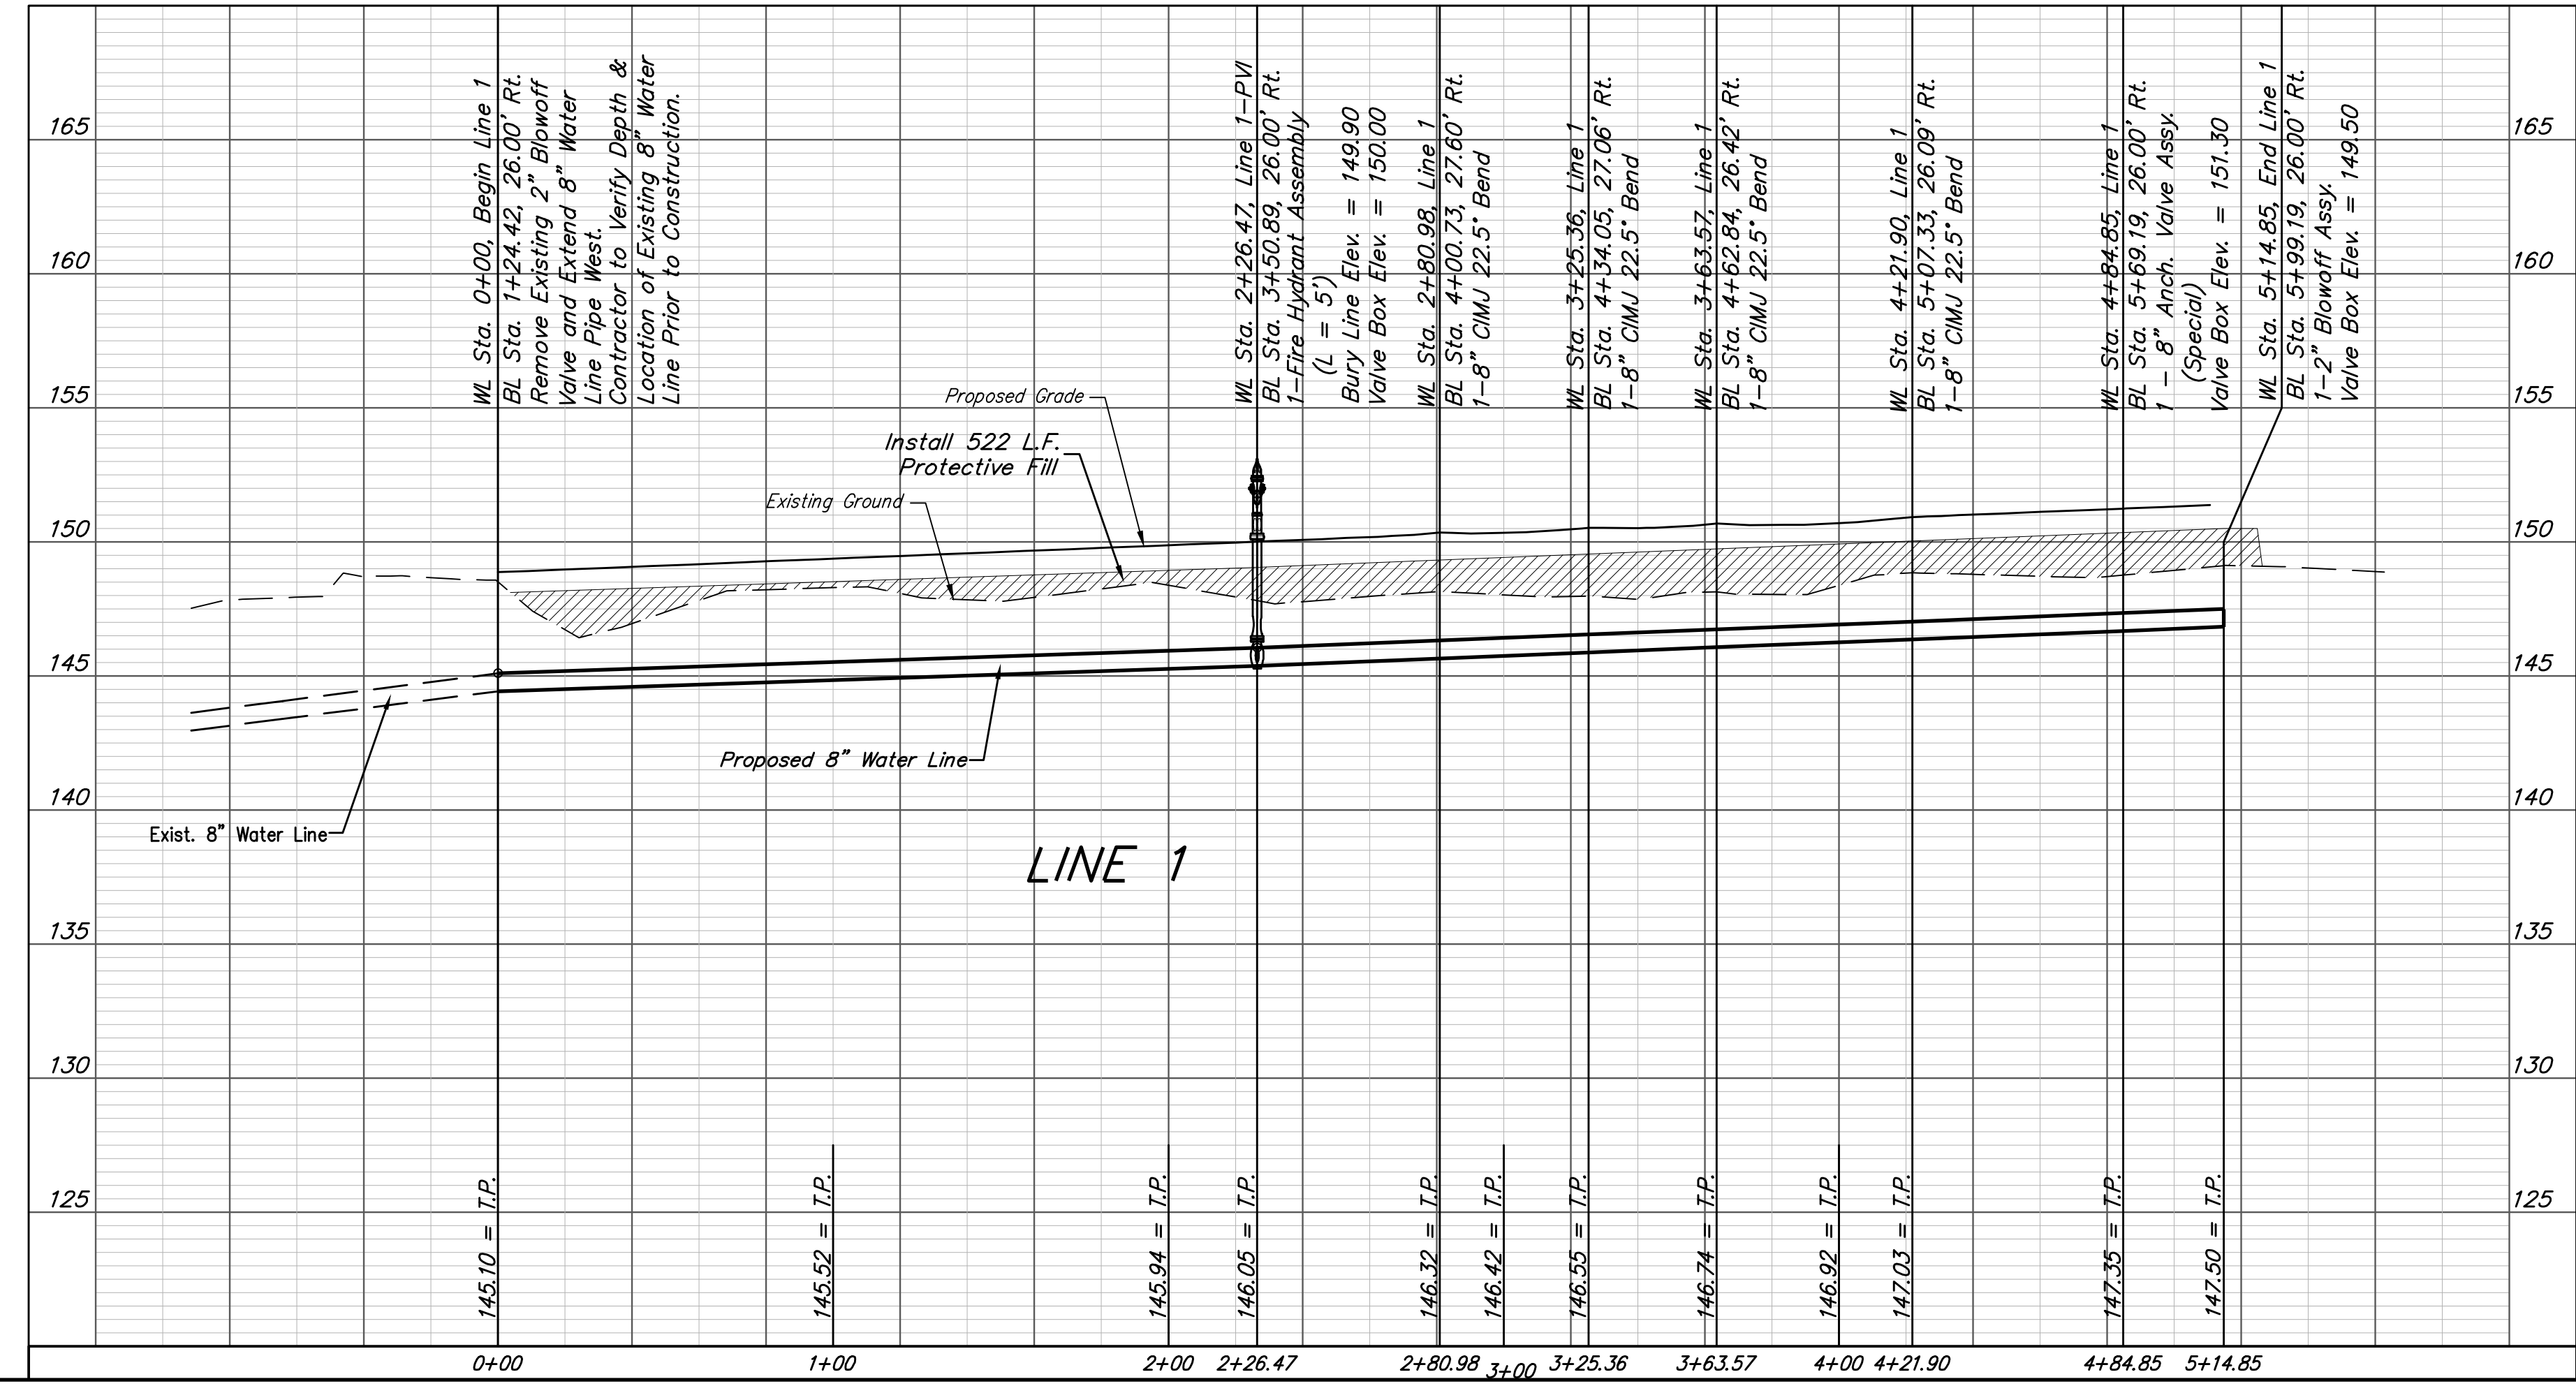 WL Sta. 0+00, Begin Line 1
BL Sta. 1+24.42, 26.00' Rt.
Remove Existing 2" Blowoff
Valve and Extend 8" Water
Line Pipe West.
Contractor to Verify Depth &
Location of Existing 8" Water
Line Prior to Construction.
WL Sta. 2+26.47, Line 1-PVI
BL Sta. 3+50.89, 26.00' Rt.
1-Fire Hydrant Assembly
(L = 5')
Bury Line Elev. = 149.90
Valve Box Elev. = 150.00
WL Sta. 2+80.98, Line 1
BL Sta. 4+00.73, 27.60' Rt.
1-8" CIMJ 22.5° Bend
WL Sta. 3+25.36, Line 1
BL Sta. 4+34.05, 27.06' Rt.
1-8" CIMJ 22.5° Bend
WL Sta. 3+63.57, Line 1
BL Sta. 4+62.84, 26.42' Rt.
1-8" CIMJ 22.5° Bend
WL Sta. 4+21.90, Line 1
BL Sta. 5+07.33, 26.09' Rt.
1-8" CIMJ 22.5° Bend
WL Sta. 4+84.85, Line 1
BL Sta. 5+69.19, 26.00' Rt.
1 - 8" Anch. Valve Assy.
(Special)
Valve Box Elev. = 151.30
WL Sta. 5+14.85, End Line 1
BL Sta. 5+99.19, 26.00' Rt.
1-2" Blowoff Assy.
Valve Box Elev. = 149.50
165 165
160 160
155 155
Proposed Grade
Install 522 L.F.
Protective Fill
Existing Ground
150 150
145 145
Proposed 8" Water Line
140 140
Exist. 8" Water Line
LINE 1
135 135
130 130
125 125
145.10 = T.P.
145.52 = T.P.
145.94 = T.P.
146.05 = T.P.
146.32 = T.P.
146.42 = T.P.
146.55 = T.P.
146.74 = T.P.
146.92 = T.P.
147.03 = T.P.
147.35 = T.P.
147.50 = T.P.
0+00 1+00 2+00 2+26.47 2+80.98 3+00 3+25.36 3+63.57 4+00 4+21.90 4+84.85 5+14.85